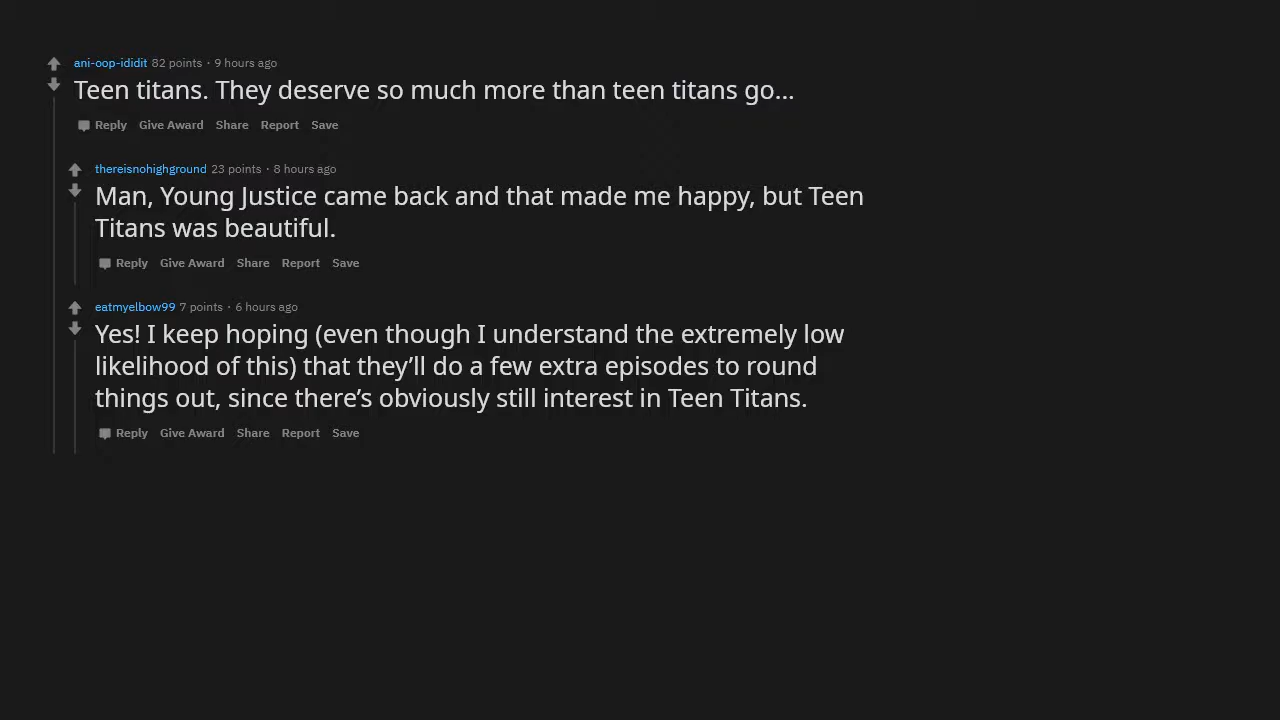 ani-oop-ididit 82 points · 9 hours ago
Teen titans. They deserve so much more than teen titans go...
Reply Give Award Share Report Save
thereisnohighground 23 points · 8 hours ago
Man, Young Justice came back and that made me happy, but Teen
Titans was beautiful.
Reply Give Award Share Report Save
eatmyelbow99 7 points · 6 hours ago
Yes! I keep hoping (even though I understand the extremely low
likelihood of this) that they’ll do a few extra episodes to round
things out, since there’s obviously still interest in Teen Titans.
Reply Give Award Share Report Save